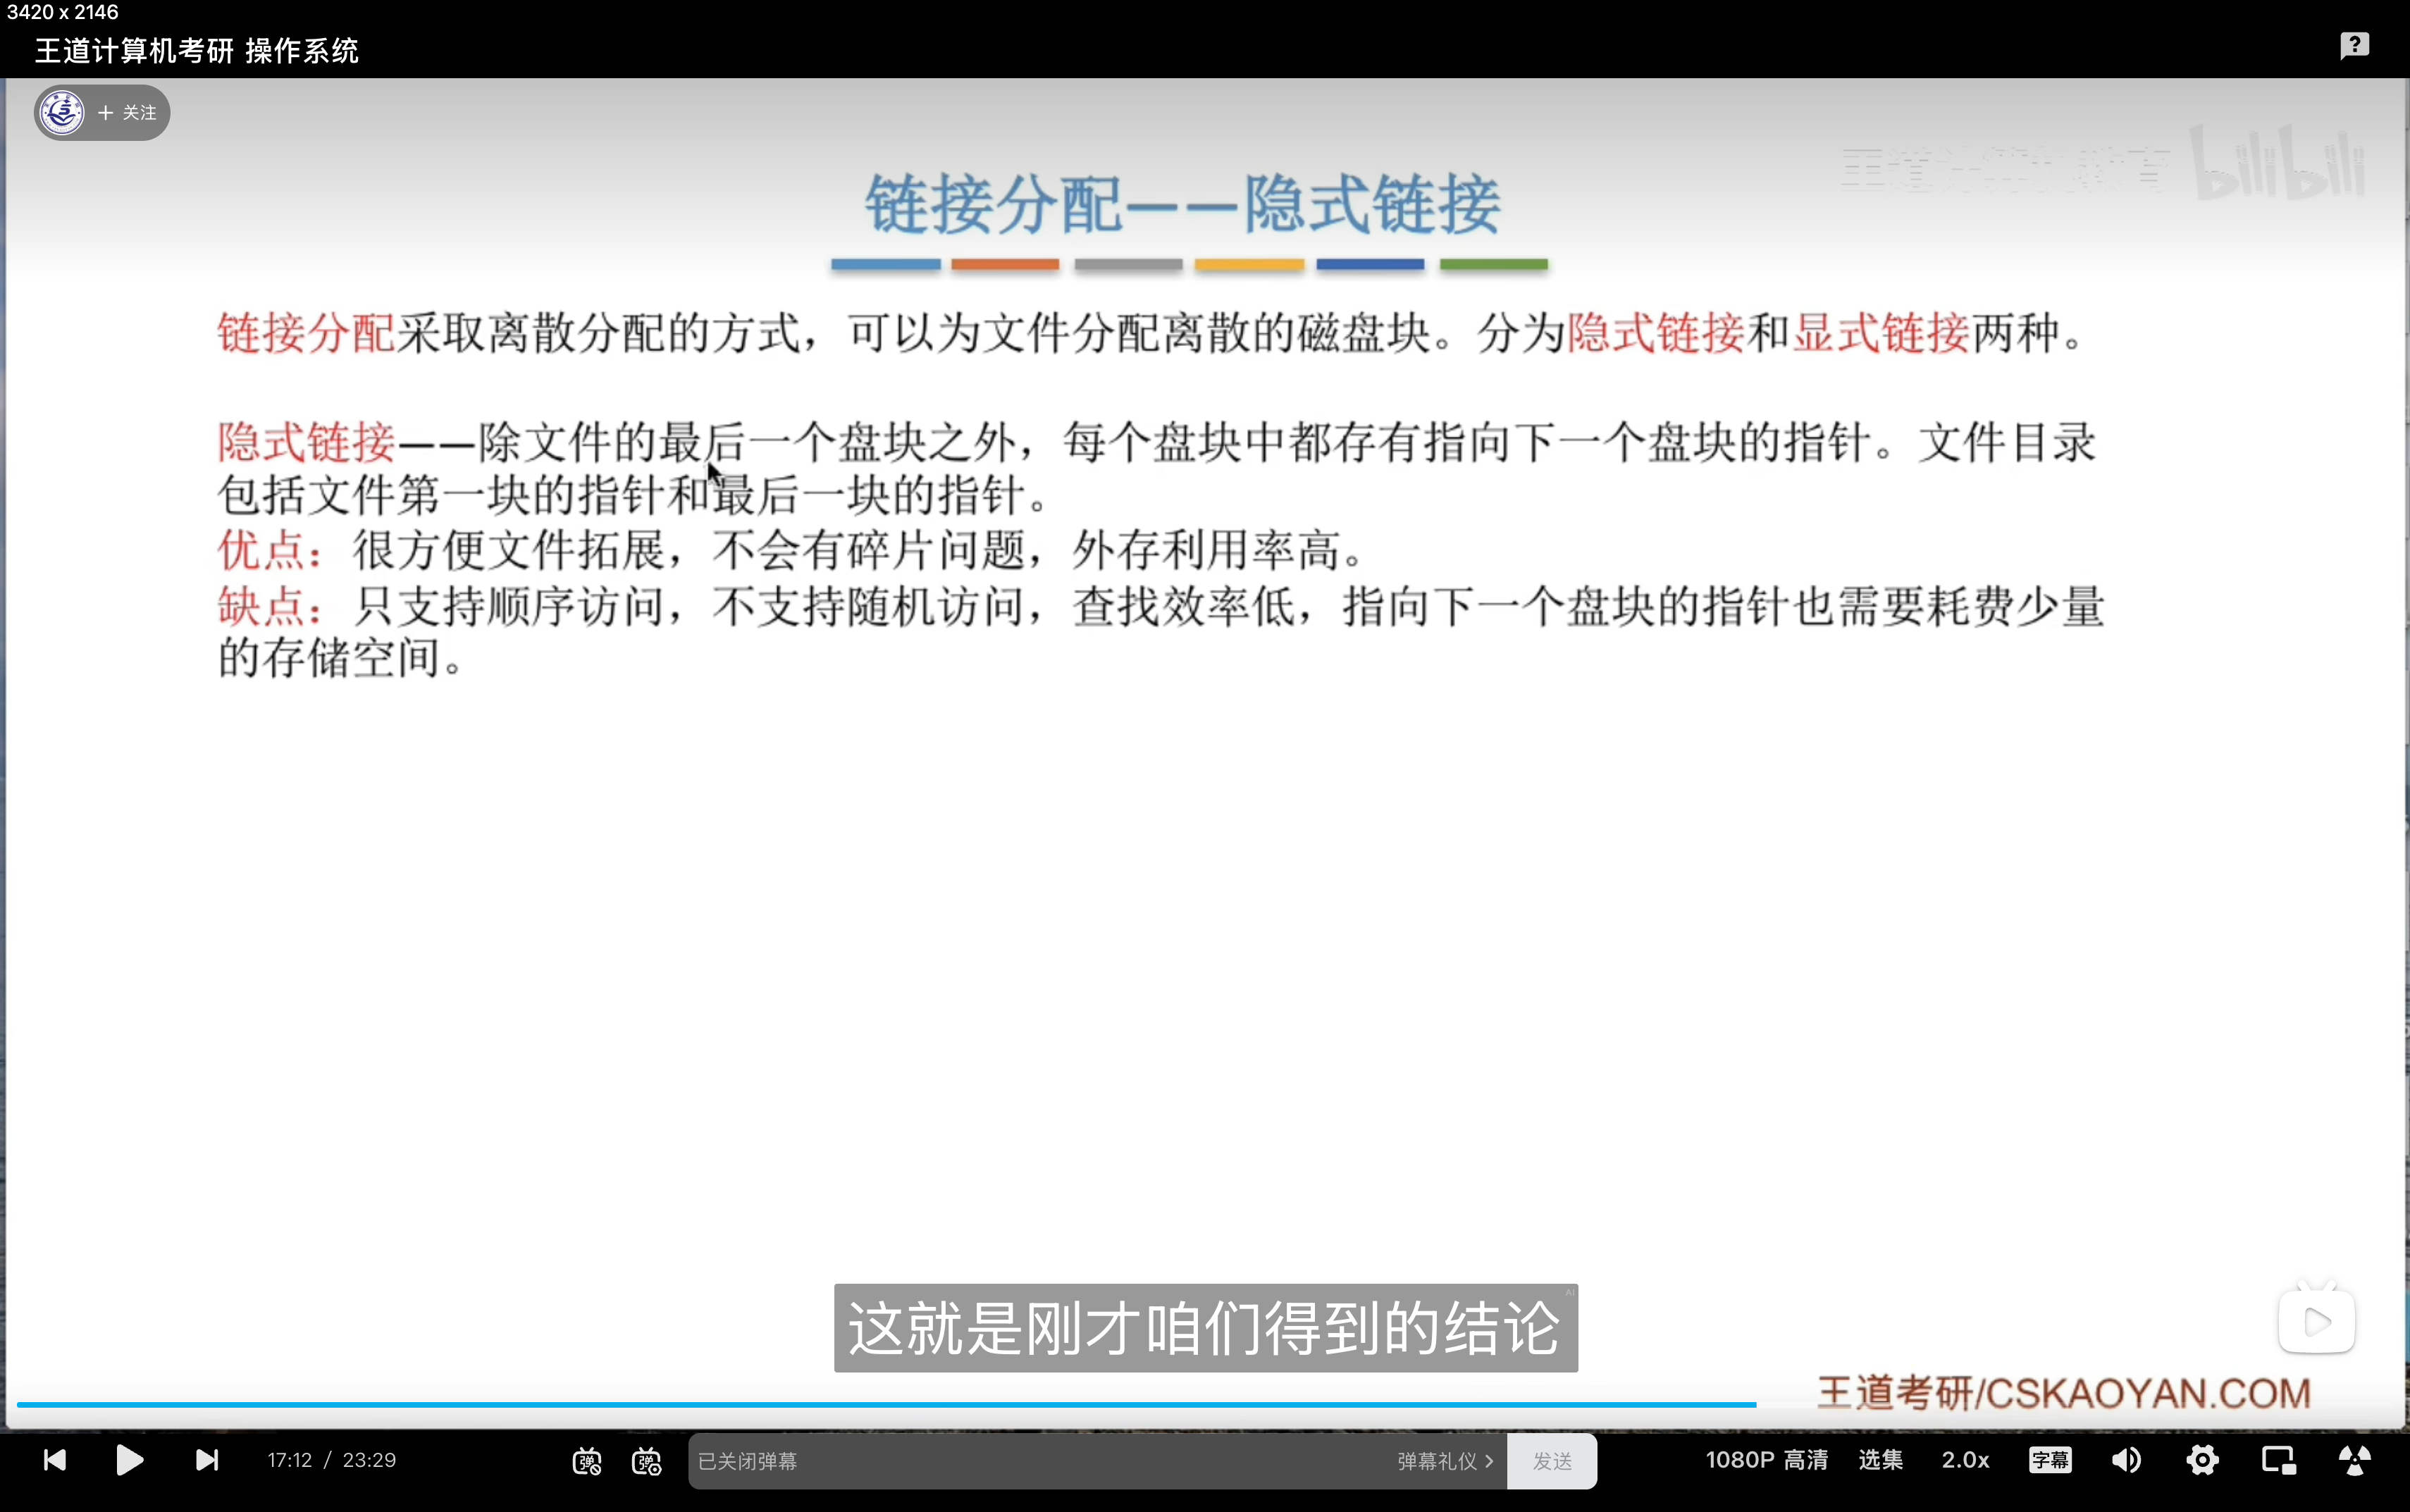 3420 x 2146
王道计算机考研 操作系统
+ 关注
bilibili
链接分配——隐式链接
链接分配采取离散分配的方式，可以为文件分配离散的磁盘块。分为隐式链接和显式链接两种。
隐式链接——除文件的最后一个盘块之外，每个盘块中都存有指向下一个盘块的指针。文件目录
包括文件第一块的指针和最后一块的指针。
优点：很方便文件拓展，不会有碎片问题，外存利用率高。
缺点：只支持顺序访问，不支持随机访问，查找效率低，指向下一个盘块的指针也需要耗费少量
的存储空间。
AI
这就是刚才咱们得到的结论
王道考研/CSKAOYAN.COM
17:12 / 23:29
弹
弹
已关闭弹幕
弹幕礼仪 >
发送
1080P 高清
选集
2.0x
字幕